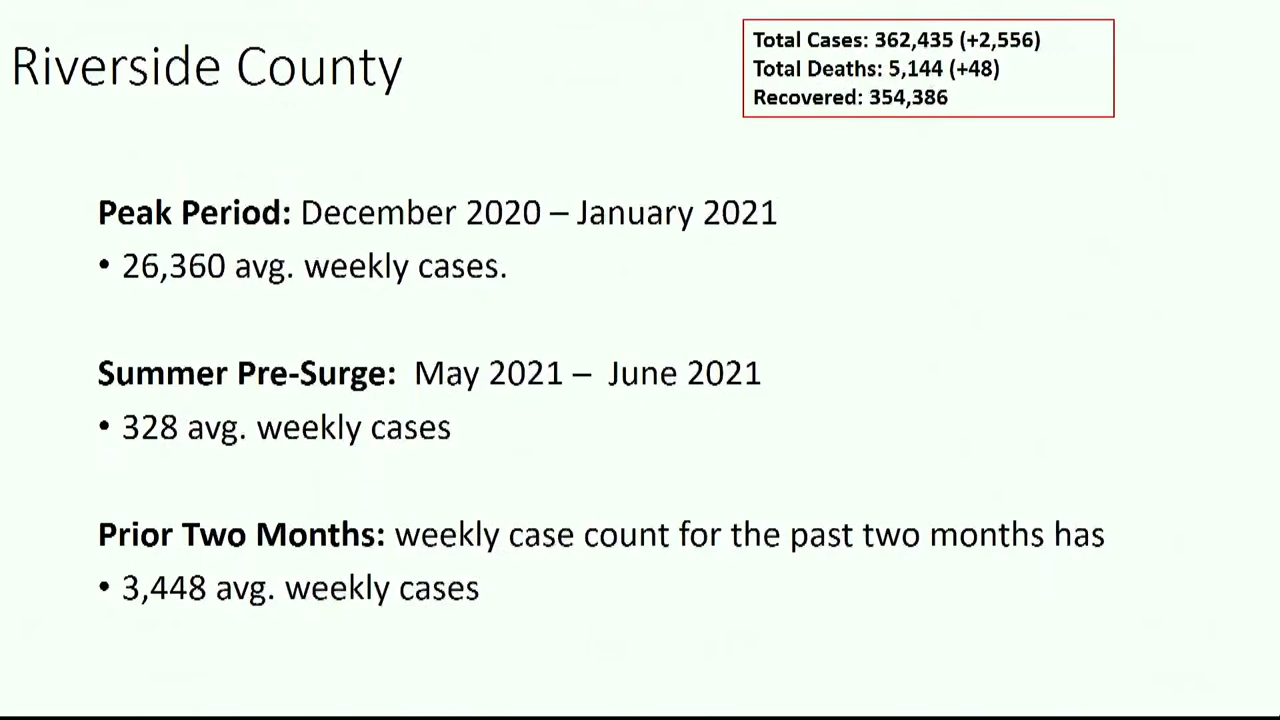 Riverside County
Total Cases: 362,435 (+2,556)
Total Deaths: 5,144 (+48)
Recovered: 354,386
Peak Period: December 2020 – January 2021
• 26,360 avg. weekly cases.
Summer Pre-Surge: May 2021 – June 2021
• 328 avg. weekly cases
Prior Two Months: weekly case count for the past two months has
• 3,448 avg. weekly cases